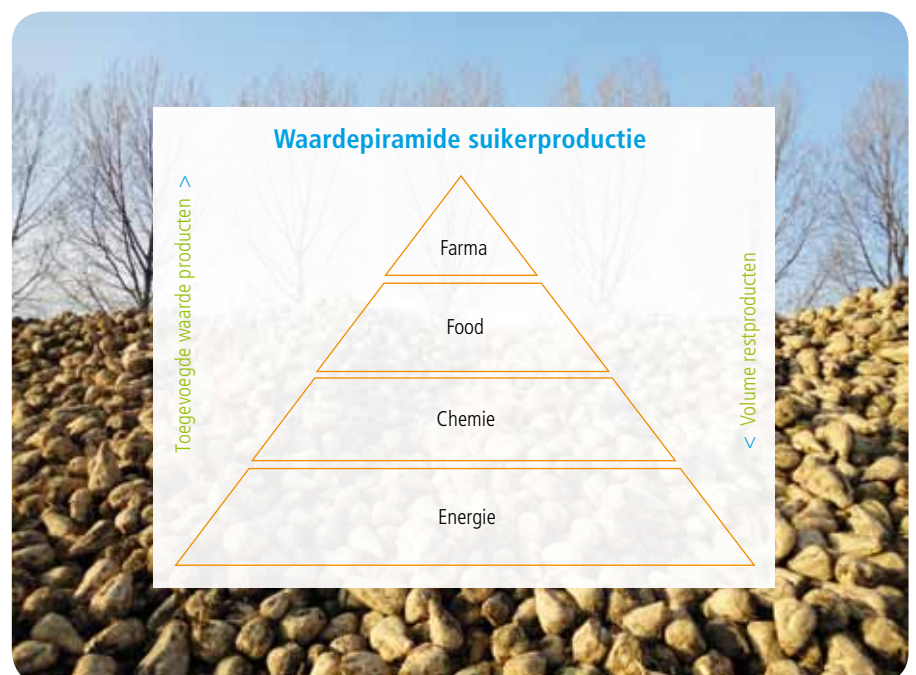 Waardepiramide suikerproductie
Toegevoegde waarde producten >
Farma
Food
Chemie
Energie
< Volume restproducten